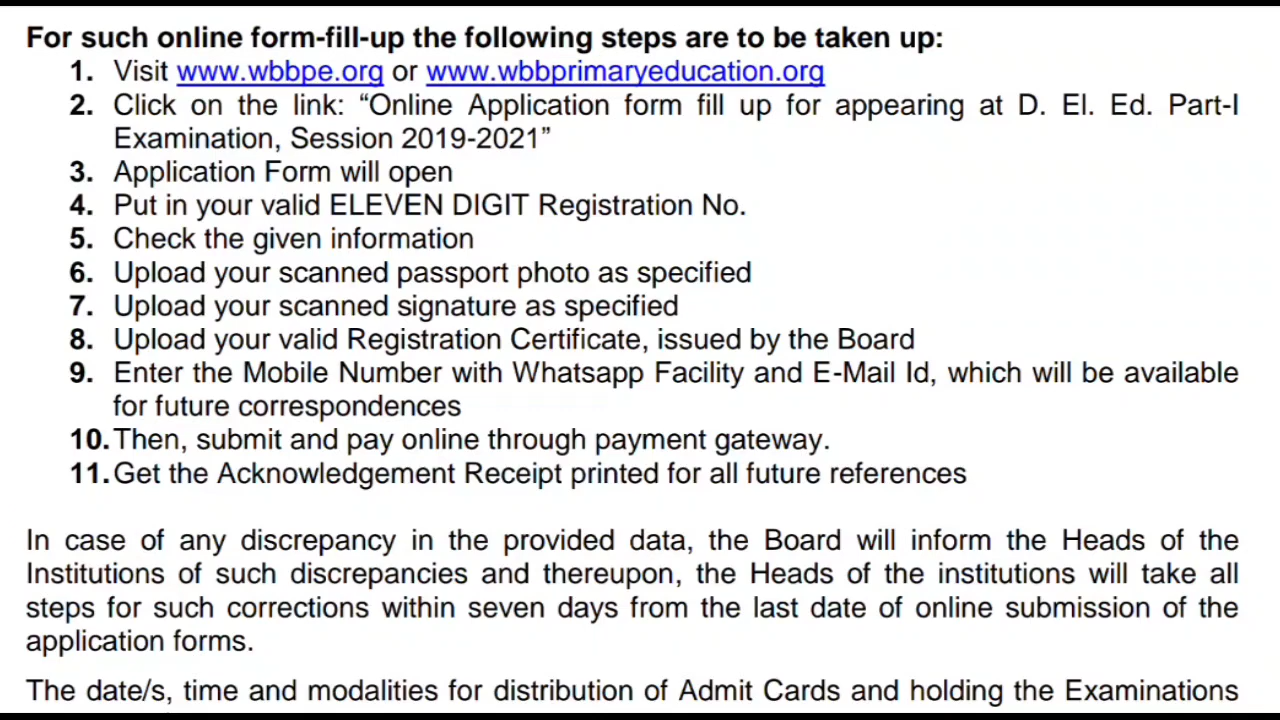 For such online form-fill-up the following steps are to be taken up:
1. Visit www.wbbpe.org or www.wbbprimaryeducation.org
2. Click on the link: “Online Application form fill up for appearing at D. El. Ed. Part-I
Examination, Session 2019-2021”
3. Application Form will open
4. Put in your valid ELEVEN DIGIT Registration No.
5. Check the given information
6. Upload your scanned passport photo as specified
7. Upload your scanned signature as specified
8. Upload your valid Registration Certificate, issued by the Board
9. Enter the Mobile Number with Whatsapp Facility and E-Mail Id, which will be available
for future correspondences
10. Then, submit and pay online through payment gateway.
11. Get the Acknowledgement Receipt printed for all future references
In case of any discrepancy in the provided data, the Board will inform the Heads of the
Institutions of such discrepancies and thereupon, the Heads of the institutions will take all
steps for such corrections within seven days from the last date of online submission of the
application forms.
The date/s, time and modalities for distribution of Admit Cards and holding the Examinations